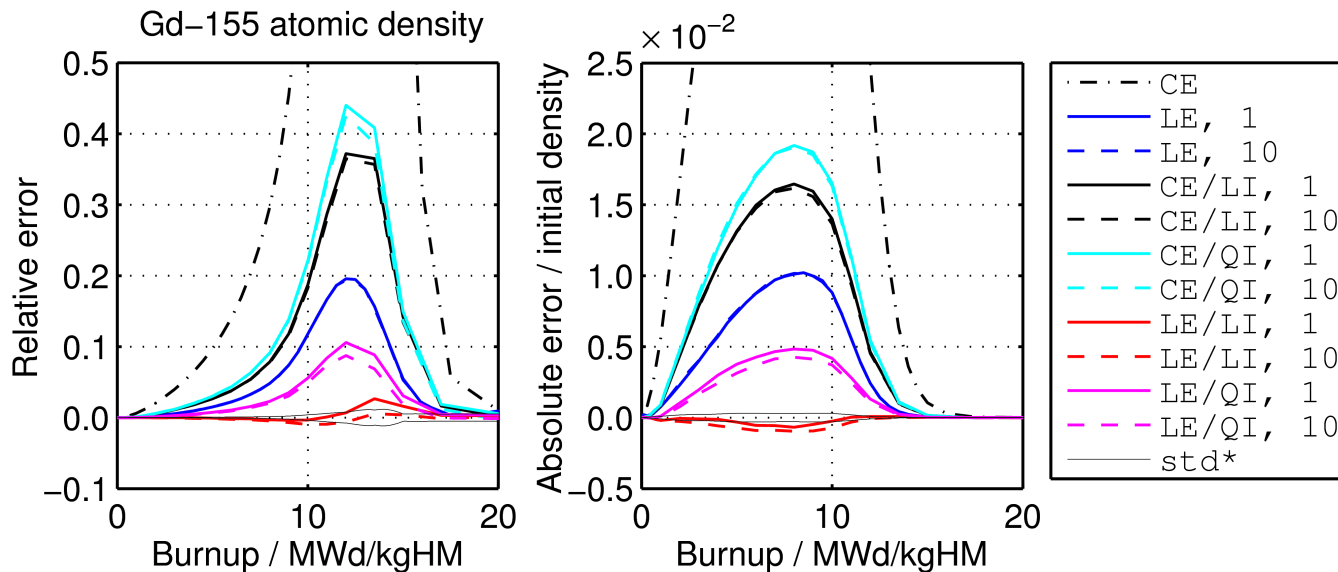 Gd−155 atomic density
Relative error
0.5
0.4
0.3
0.2
0.1
0.0
−0.1
0
10
20
Burnup / MWd/kgHM
× 10−2
Absolute error / initial density
2.5
2.0
1.5
1.0
0.5
0
−0.5
0
10
20
Burnup / MWd/kgHM
CE
LE, 1
LE, 10
CE/LI, 1
CE/LI, 10
CE/QI, 1
CE/QI, 10
LE/LI, 1
LE/LI, 10
LE/QI, 1
LE/QI, 10
std*